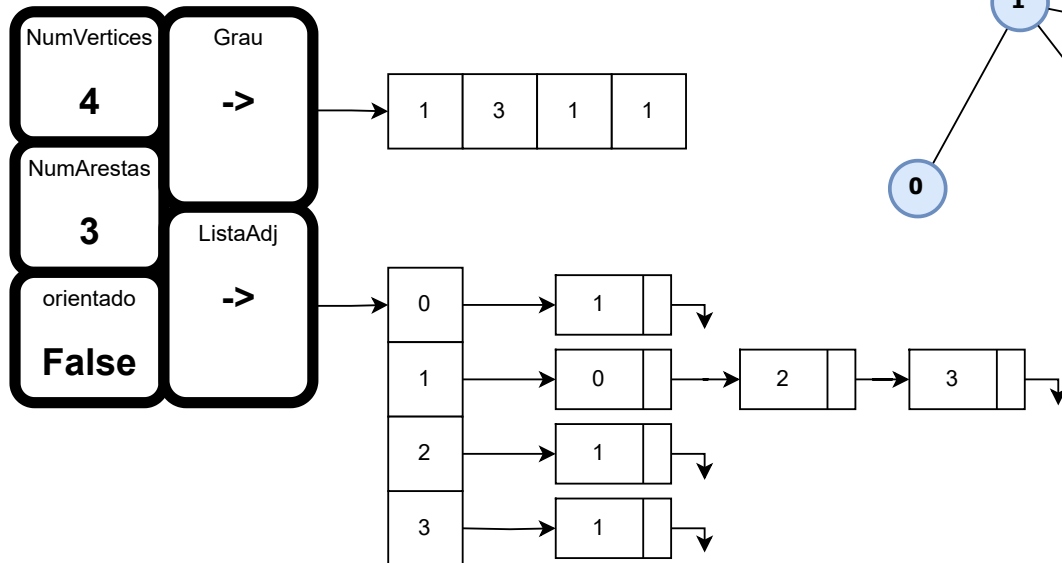 NumVertices
4
Grau
->
1 3 1 1
1
NumArestas
3
0
ListaAdj
->
orientado
False
0 1
1 0 2 3
2 1
3 1